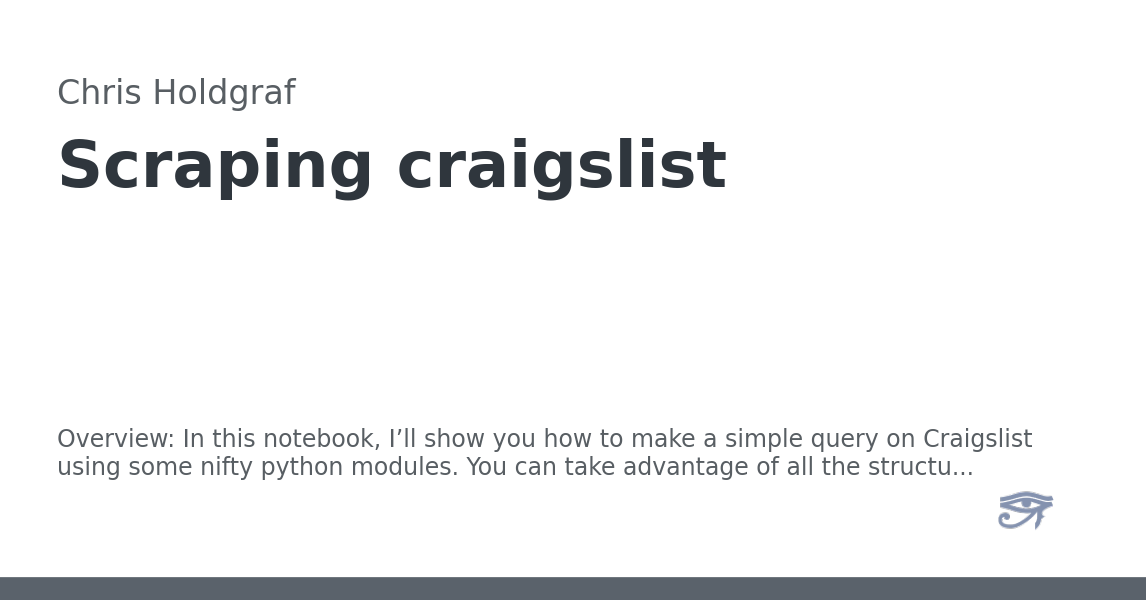 Chris Holdgraf
Scraping craigslist
Overview: In this notebook, I’ll show you how to make a simple query on Craigslist
using some nifty python modules. You can take advantage of all the structu...